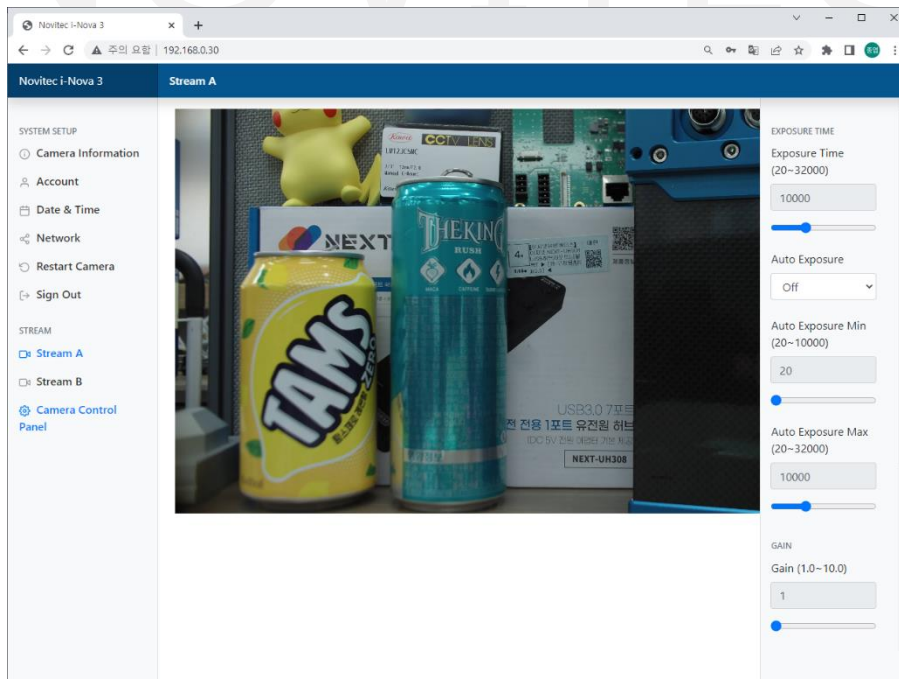 Novitec i-Nova 3
주의 요함
192.168.0.30
Novitec i-Nova 3
Stream A
SYSTEM SETUP
Camera Information
Account
Date & Time
Network
Restart Camera
Sign Out
STREAM
Stream A
Stream B
Camera Control
Panel
CCTV LENS
THEKING
RUSH
CAFFEINE
NEXT
TAMS
ZERO
USB3.0 7포트
전 전용 1포트 유전원 허브
NEXT-UH308
EXPOSURE TIME
Exposure Time
(20~32000)
10000
Auto Exposure
Off
Auto Exposure Min
(20~10000)
20
Auto Exposure Max
(20~32000)
10000
GAIN
Gain (1.0~10.0)
1